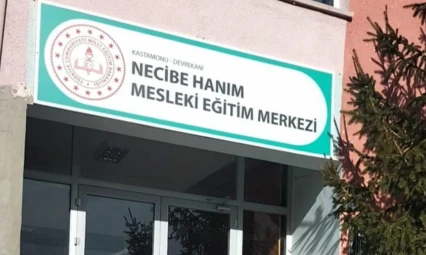 KASTAMONU - DEVREKANİ
NECİBE HANIM
MESLEKİ EĞİTİM MERKEZİ